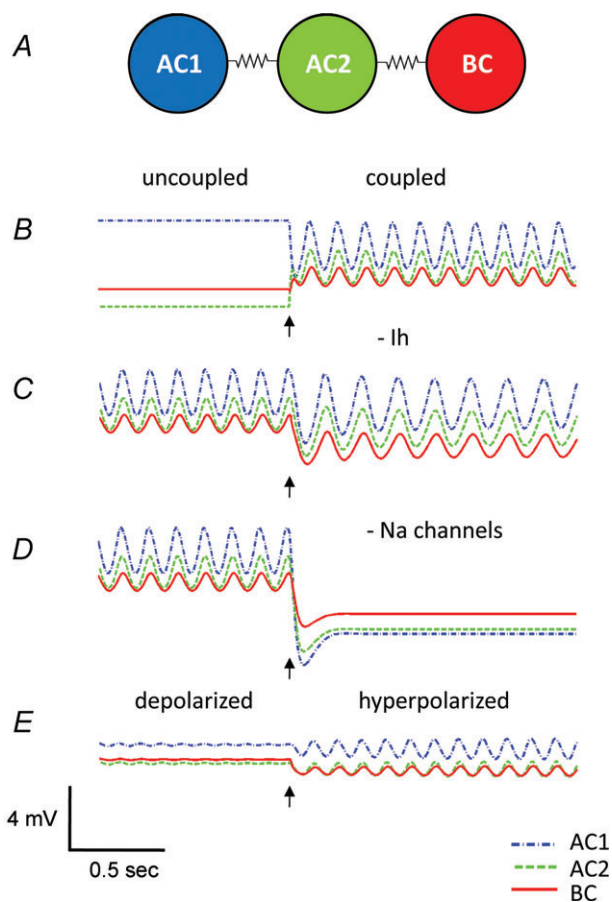 A
AC1 AC2 BC
uncoupled coupled
B
- Ih
C
- Na channels
D
depolarized hyperpolarized
E
4 mV
0.5 sec
AC1
AC2
BC